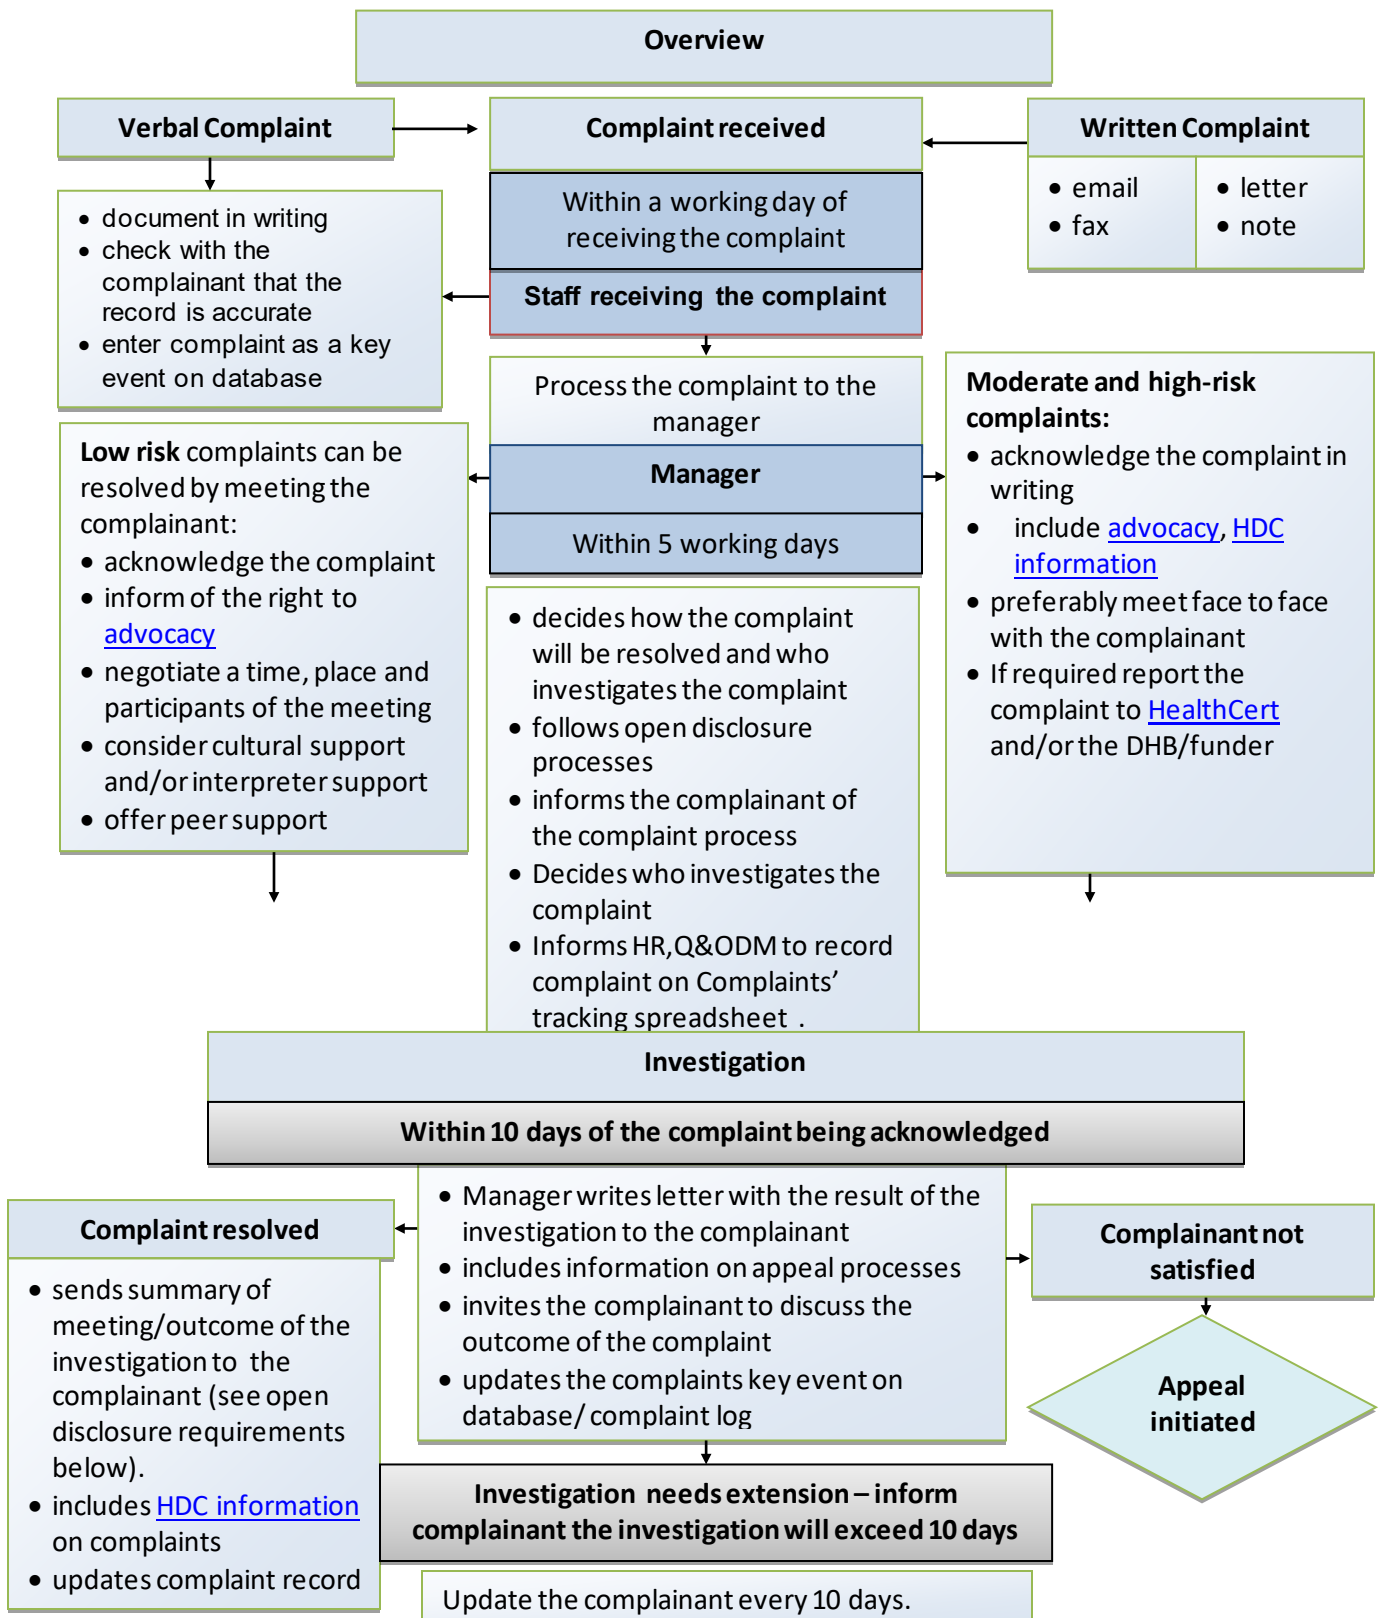 Overview
Verbal Complaint
Complaint received
Written Complaint
• email
• fax
• letter
• note
Within a working day of
receiving the complaint
Staff receiving the complaint
• document in writing
• check with the
complainant that the
record is accurate
• enter complaint as a key
event on database
Process the complaint to the
manager
Manager
Within 5 working days
Low risk complaints can be
resolved by meeting the
complainant:
• acknowledge the complaint
• inform of the right to
advocacy
• negotiate a time, place and
participants of the meeting
• consider cultural support
and/or interpreter support
• offer peer support
Moderate and high-risk
complaints:
• acknowledge the complaint in
writing
• include advocacy, HDC
information
• preferably meet face to face
with the complainant
• If required report the
complaint to HealthCert
and/or the DHB/funder
• decides how the complaint
will be resolved and who
investigates the complaint
• follows open disclosure
processes
• informs the complainant of
the complaint process
• Decides who investigates the
complaint
• Informs HR,Q&ODM to record
complaint on Complaints’
tracking spreadsheet .
Investigation
Within 10 days of the complaint being acknowledged
• Manager writes letter with the result of the
investigation to the complainant
• includes information on appeal processes
• invites the complainant to discuss the
outcome of the complaint
• updates the complaints key event on
database/ complaint log
Complaint resolved
• sends summary of
meeting/outcome of the
investigation to the
complainant (see open
disclosure requirements
below).
• includes HDC information
on complaints
• updates complaint record
Complainant not
satisfied
Appeal
initiated
Investigation needs extension – inform
complainant the investigation will exceed 10 days
Update the complainant every 10 days.